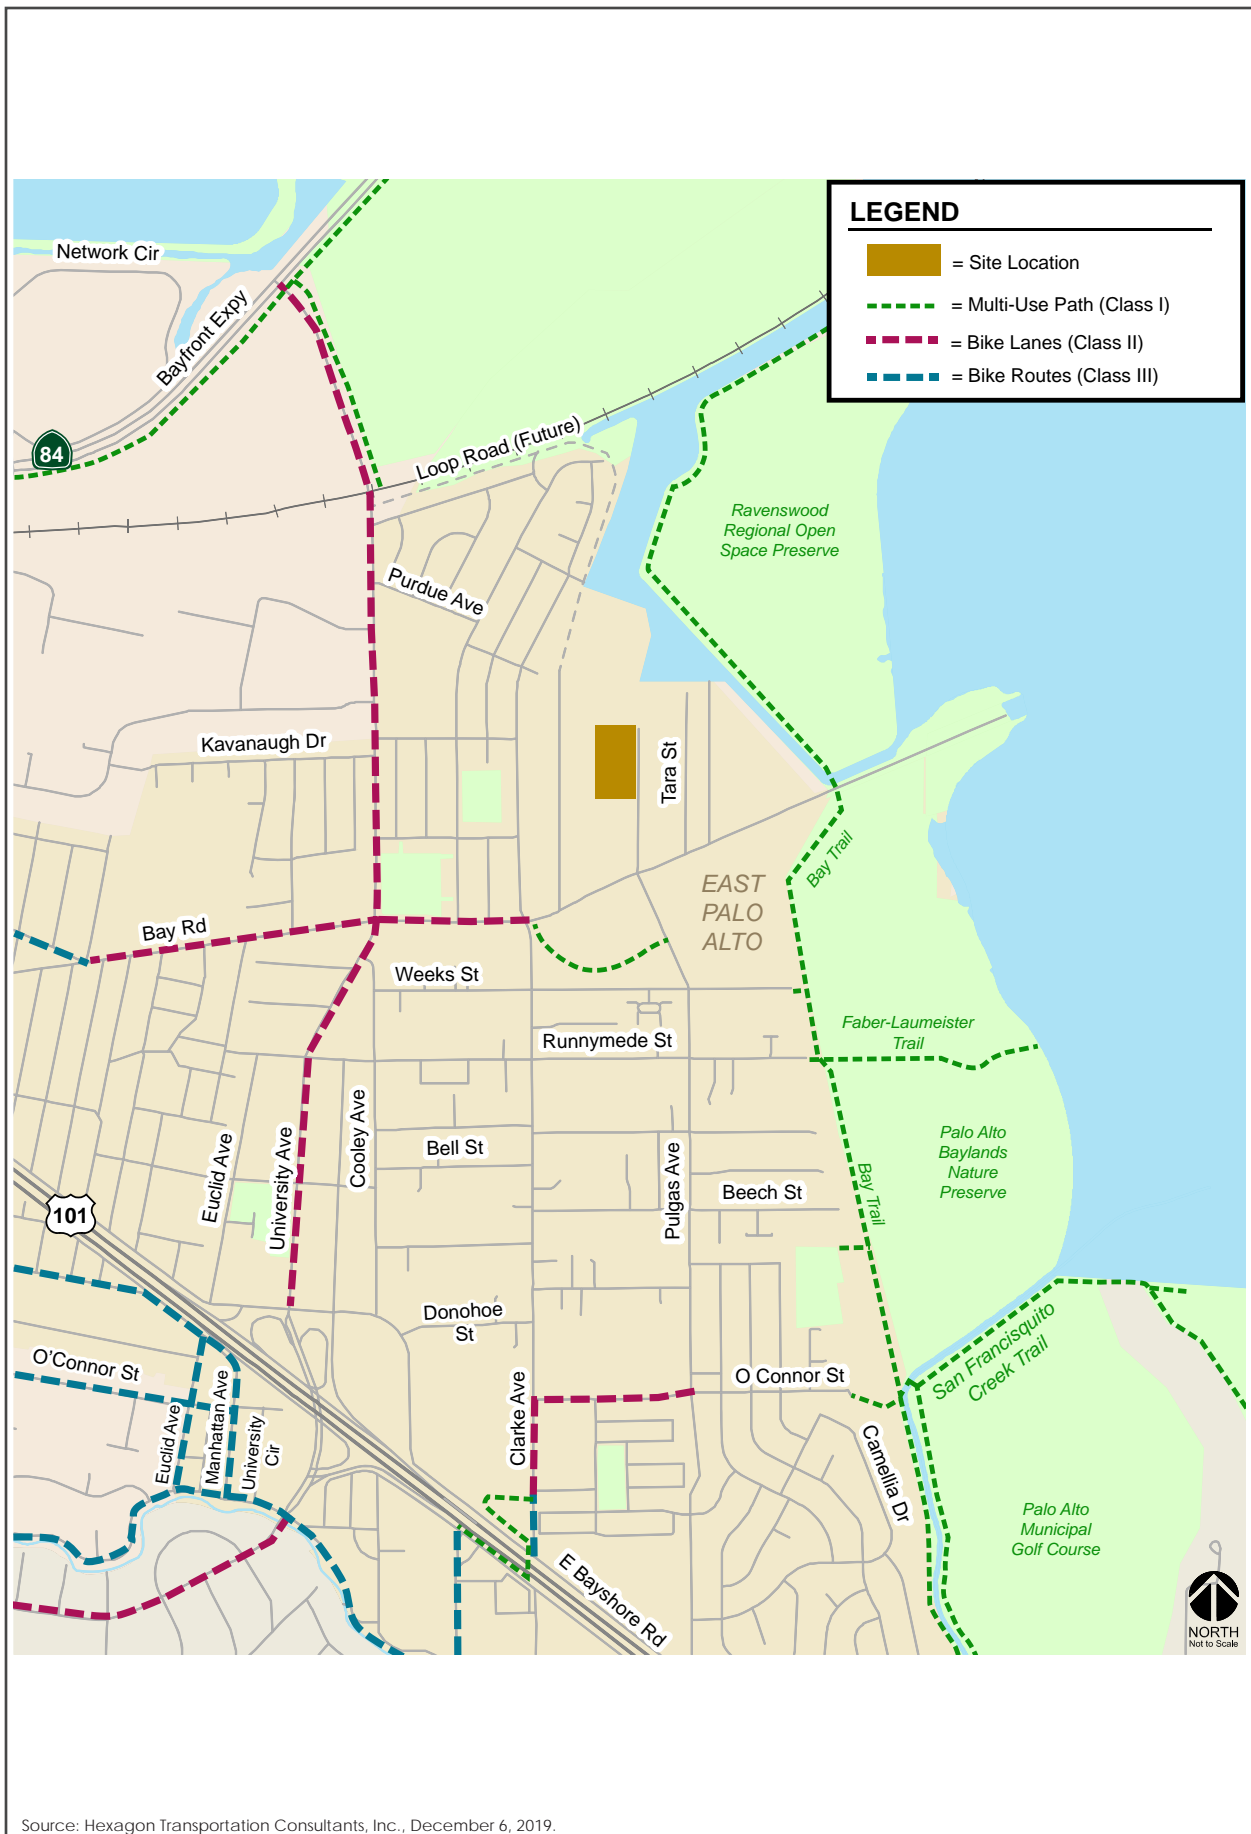 LEGEND
= Site Location
= Multi-Use Path (Class I)
= Bike Lanes (Class II)
= Bike Routes (Class III)
Network Cir
Bayfront Expy
84
Loop Road (Future)
Ravenswood
Regional Open
Space Preserve
Purdue Ave
Kavanaugh Dr
Tara St
Bay Trail
EAST
PALO
ALTO
Bay Rd
Weeks St
Faber-Laumeister
Trail
Runnymede St
Cooley Ave
Euclid Ave
University Ave
Bell St
Pulgas Ave
Beech St
Bay Trail
Palo Alto
Baylands
Nature
Preserve
101
Donohoe
St
O'Connor St
O Connor St
San Francisquito
Creek Trail
Euclid Ave
Manhattan Ave
University
Cir
Clarke Ave
Camellia Dr
Palo Alto
Municipal
Golf Course
E Bayshore Rd
NORTH
Not to Scale
Source: Hexagon Transportation Consultants, Inc., December 6, 2019.